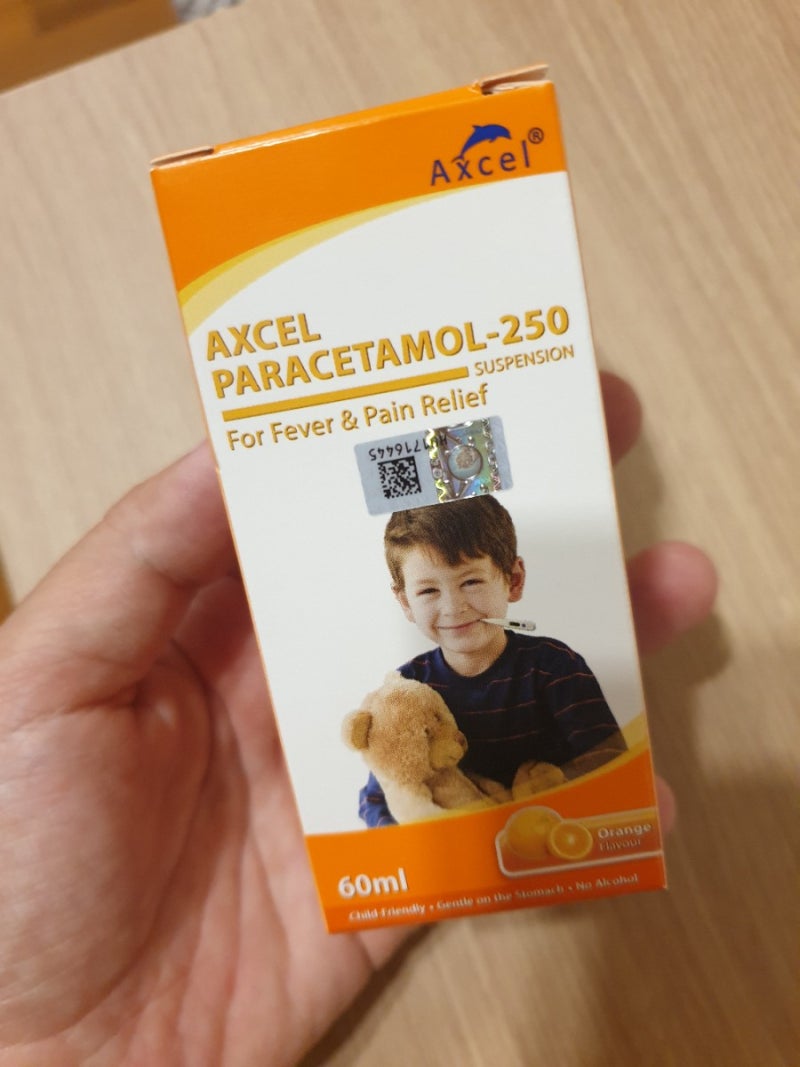 Axcel®
AXCEL
PARACETAMOL-250
SUSPENSION
For Fever & Pain Relief
1716445
Orange
Flavour
60ml
Child Friendly • Gentle on the Stomach • No Alcohol